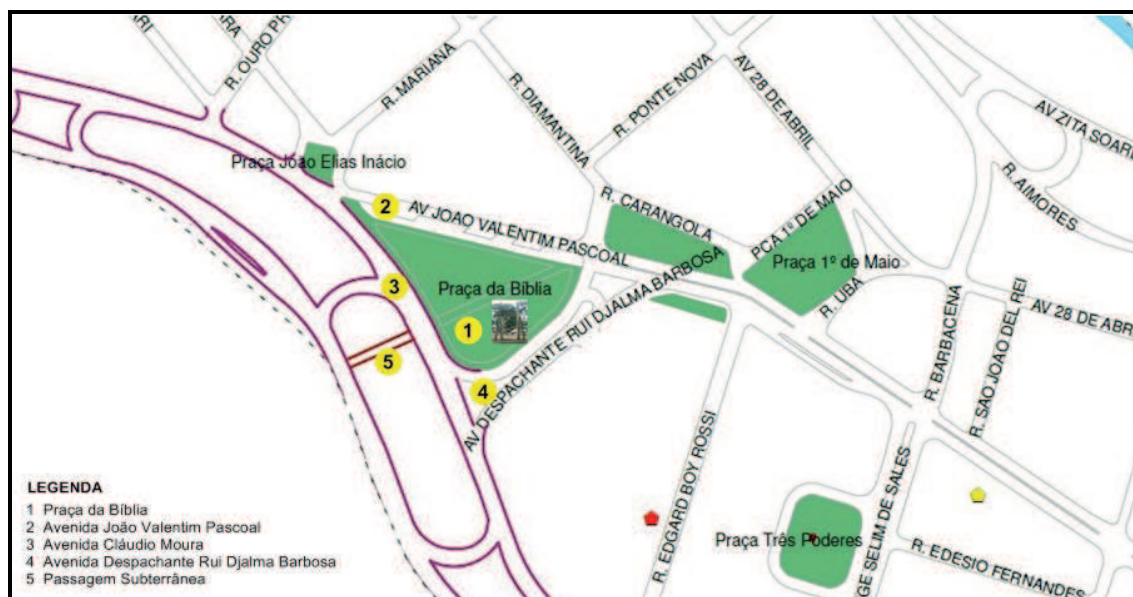 R. OURO PR
R. MARIANA
R. DIAMANTINA
R. PONTE NOVA
AV 28 DE ABRIL
AV ZITA SOARE
R. AIMORES
Praça João Elias Inácio
2
AV JOAO VALENTIM PASCOAL
R. CARANGOLA
PCA 1º DE MAIO
Praça 1º de Maio
3
Praça da Bíblia
1
AV DESPACHANTE RUI DJALMA BARBOSA
R. UBA
AV 28 DE ABR
5
4
R. BARBACENA
R. SAO JOAO DEL REI
R. EDGARD BOY ROSSI
GE SELIM DE SALES
Praça Três Poderes
R. EDESIO FERNANDES
LEGENDA
1 Praça da Bíblia
2 Avenida João Valentim Pascoal
3 Avenida Cláudio Moura
4 Avenida Despachante Rui Djalma Barbosa
5 Passagem Subterrânea